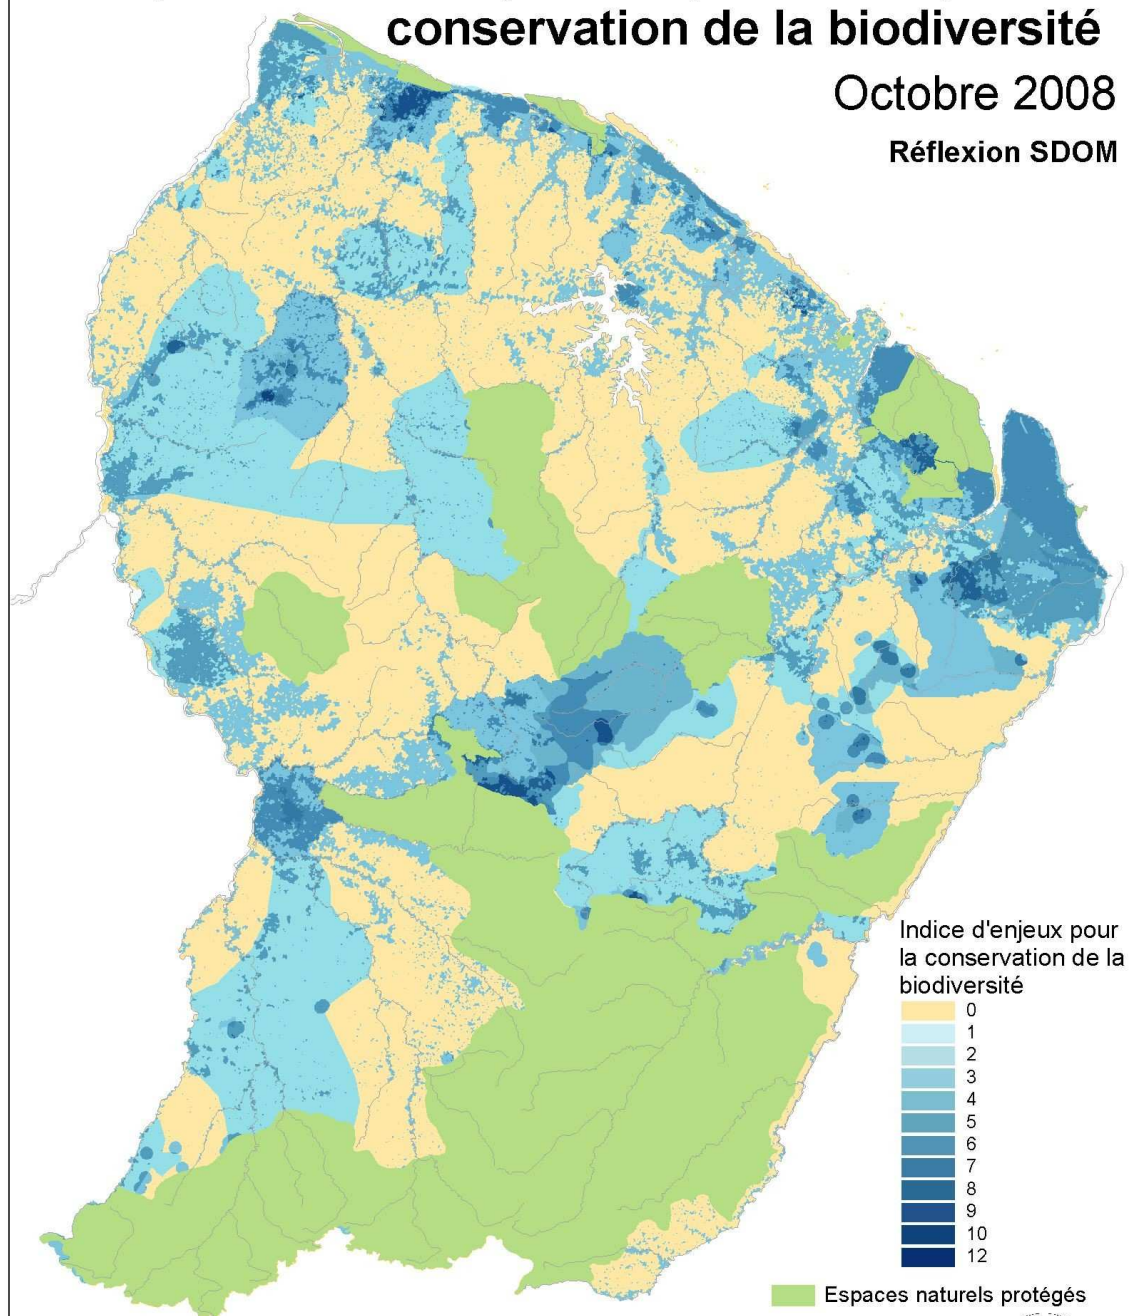 conservation de la biodiversité
Octobre 2008
Réflexion SDOM
Indice d'enjeux pour
la conservation de la
biodiversité
0
1
2
3
4
5
6
7
8
9
10
12
Espaces naturels protégés